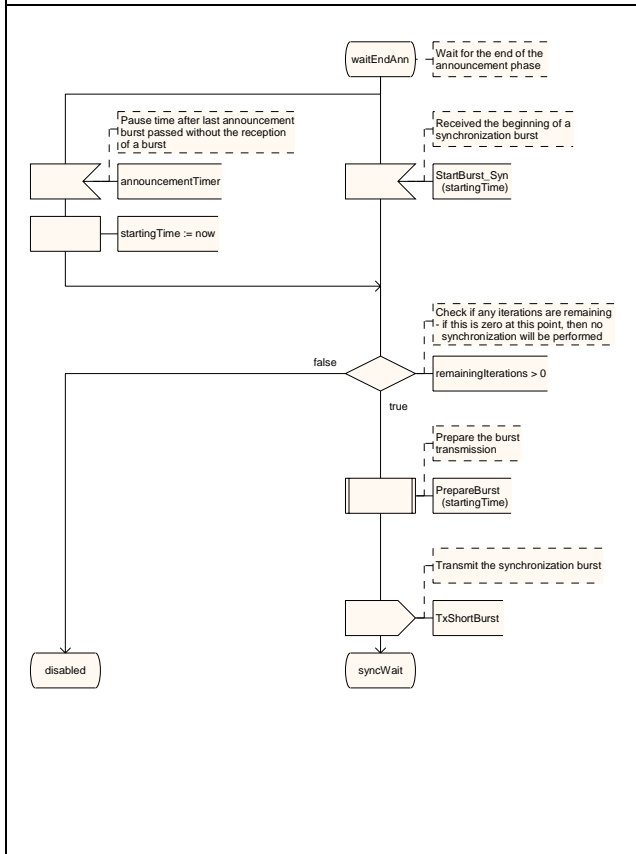 waitEndAnn
Wait for the end of the
announcement phase
Pause time after last announcement
burst passed without the reception
of a burst
Received the beginning of a
synchronization burst
announcementTimer
StartBurst_Syn
(startingTime)
startingTime := now
Check if any iterations are remaining
- if this is zero at this point, then no
synchronization will be performed
false
remainingIterations > 0
true
Prepare the burst
transmission
PrepareBurst
(startingTime)
Transmit the synchronization burst
TxShortBurst
disabled
syncWait